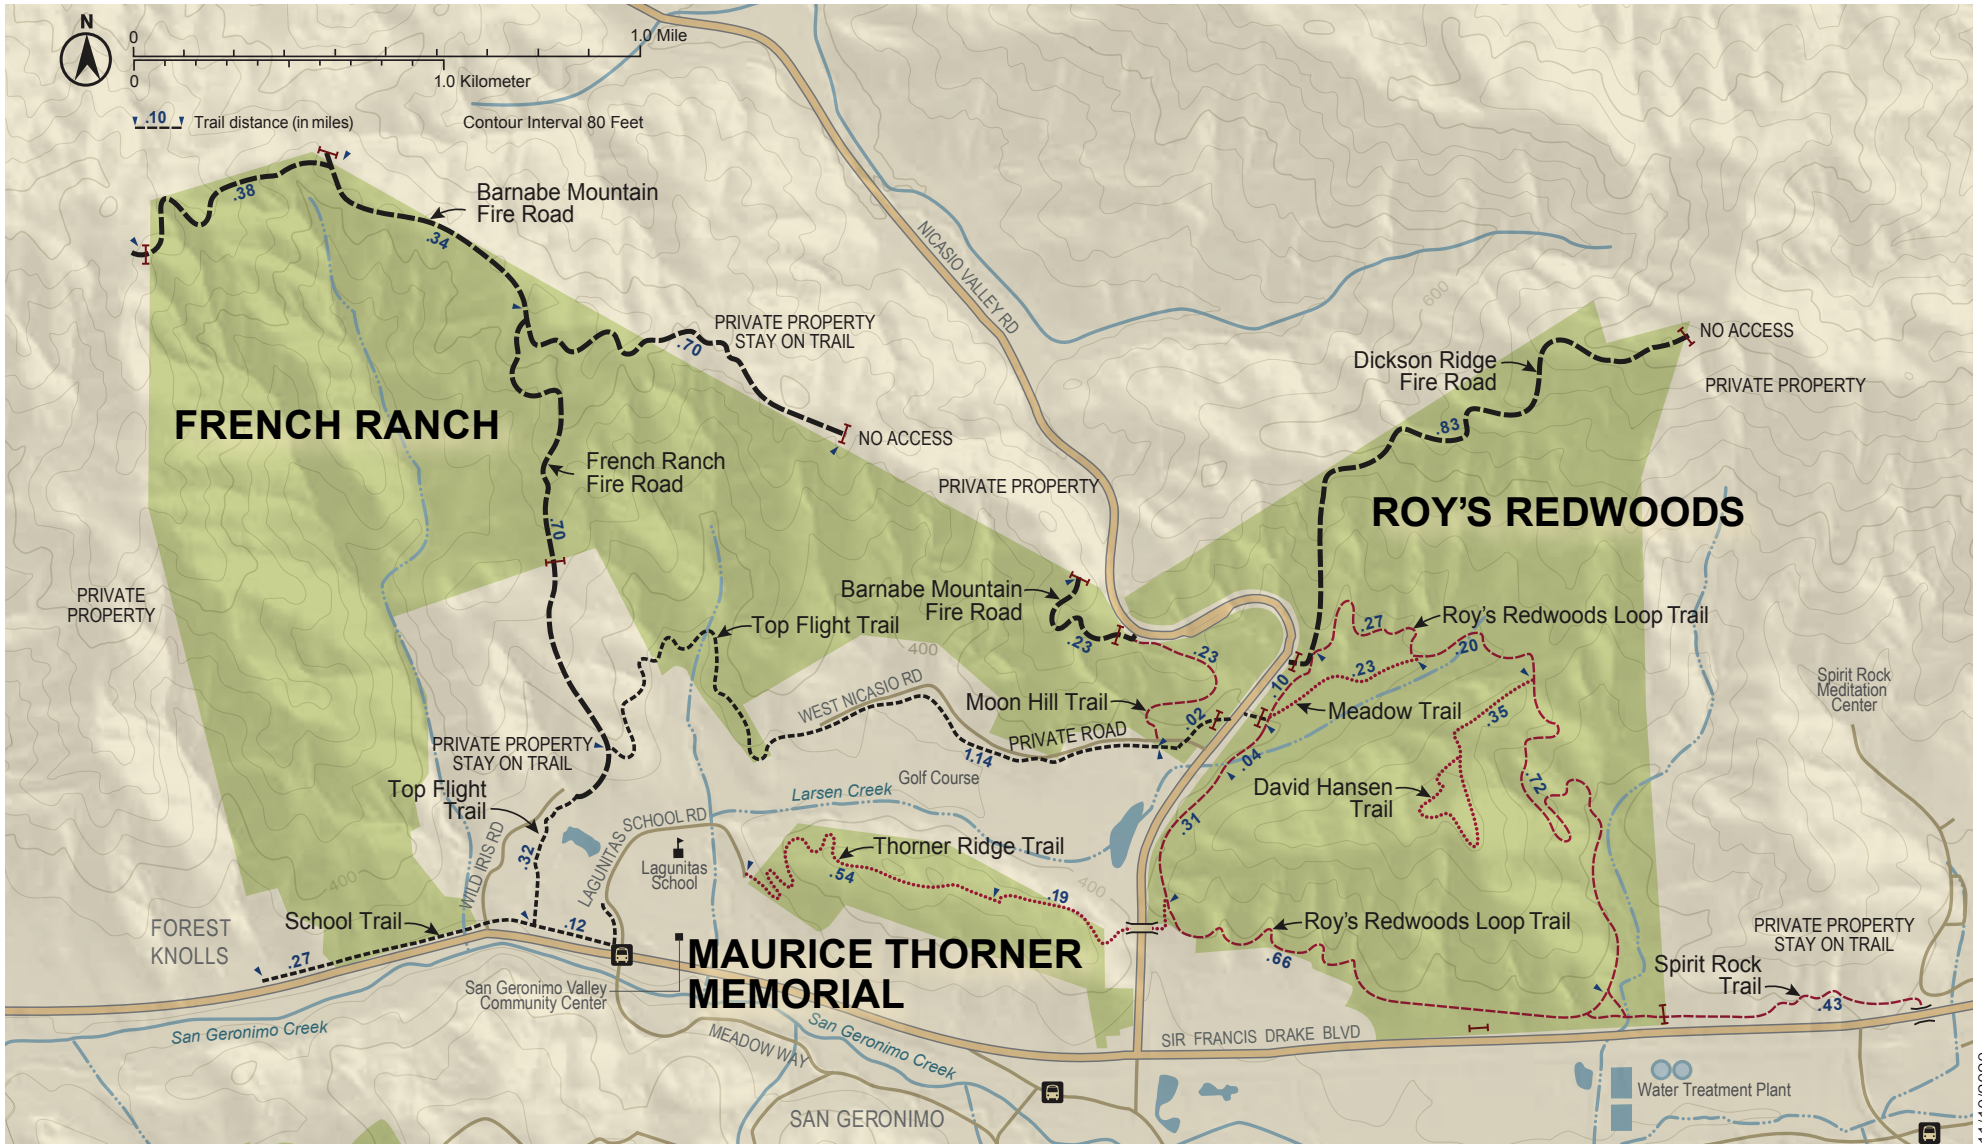 N
0
1.0 Mile
0
1.0 Kilometer
.10
Trail distance (in miles)
Contour Interval 80 Feet
.38
Barnabe Mountain
Fire Road
.34
NICASIO VALLEY RD
600
PRIVATE PROPERTY
STAY ON TRAIL
.70
NO ACCESS
Dickson Ridge
Fire Road
PRIVATE PROPERTY
FRENCH RANCH
.83
NO ACCESS
French Ranch
Fire Road
PRIVATE PROPERTY
ROY'S REDWOODS
.70
PRIVATE
PROPERTY
Barnabe Mountain
Fire Road
Top Flight Trail
.23
.23
.27
Roy's Redwoods Loop Trail
.20
400
.23
.10
WEST NICASIO RD
Moon Hill Trail
.02
Meadow Trail
.35
Spirit Rock
Meditation
Center
PRIVATE PROPERTY
STAY ON TRAIL
PRIVATE ROAD
1.14
.04
Golf Course
Top Flight
Trail
Larsen Creek
David Hansen
Trail
.72
LAGUNITAS SCHOOL RD
.31
WILD IRIS RD
.32
Lagunitas
School
Thorner Ridge Trail
.54
400
400
.19
School Trail
.12
Roy's Redwoods Loop Trail
FOREST
KNOLLS
.27
MAURICE THORNER
MEMORIAL
.66
PRIVATE PROPERTY
STAY ON TRAIL
Spirit Rock
Trail
.43
San Geronimo Valley
Community Center
San Geronimo Creek
MEADOW WAY
San Geronimo Creek
SIR FRANCIS DRAKE BLVD
Water Treatment Plant
SAN GERONIMO